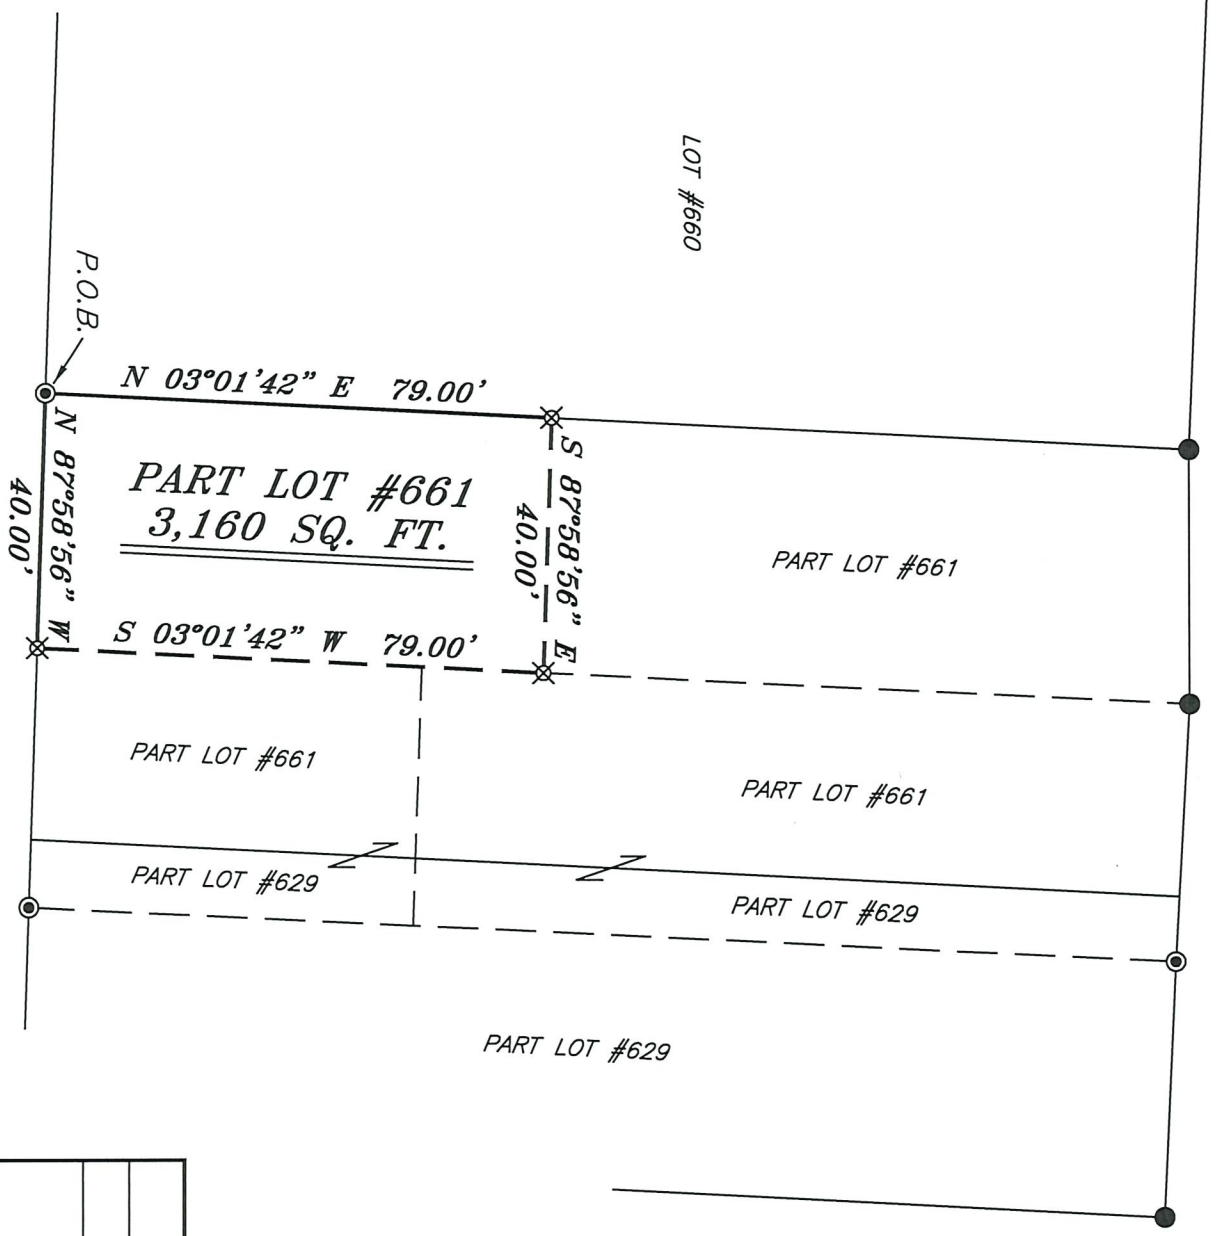 LOT #660
P.O.B.
N 03°01'42" E 79.00'
N 87°58'56" W
40.00'
PART LOT #661
3,160 SQ. FT.
S 87°58'56" E
40.00'
PART LOT #661
S 03°01'42" W 79.00'
PART LOT #661
PART LOT #661
PART LOT #629
PART LOT #629
PART LOT #629